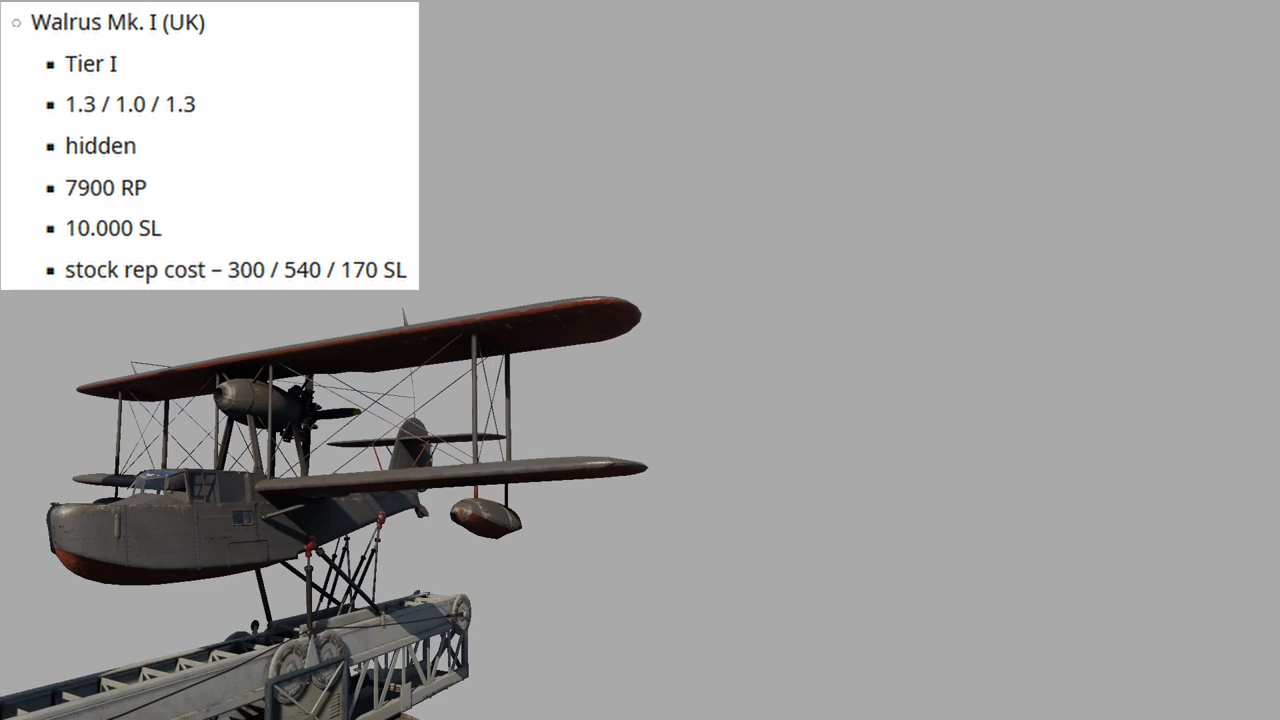 Walrus Mk. I (UK)
Tier I
1.3 / 1.0 / 1.3
hidden
7900 RP
10.000 SL
stock rep cost – 300 / 540 / 170 SL